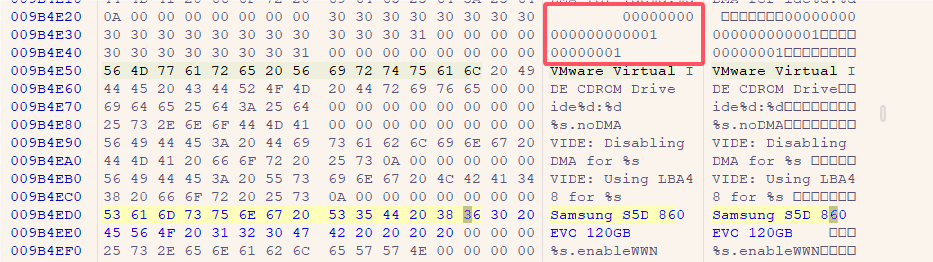 009B4E20 0A 00 00 00 00 00 00 00 30 30 30 30 30 30 30 30 00000000 □□□□□□□□00000000
009B4E30 30 30 30 30 30 30 30 30 30 30 30 31 00 00 00 00 000000000001 000000000001□□□□
009B4E40 30 30 30 30 30 30 30 31 00 00 00 00 00 00 00 00 00000001 00000001□□□□□□□□
009B4E50 56 4D 77 61 72 65 20 56 69 72 74 75 61 6C 20 49 VMware Virtual I VMware Virtual I
009B4E60 44 45 20 43 44 52 4F 4D 20 44 72 69 76 65 00 00 DE CDROM Drive DE CDROM Drive□□
009B4E70 69 64 65 25 64 3A 25 64 00 00 00 00 00 00 00 00 ide%d:%d ide%d:%d□□□□□□□□
009B4E80 25 73 2E 6E 6F 44 4D 41 00 00 00 00 00 00 00 00 %s.noDMA %s.noDMA□□□□□□□□
009B4E90 56 49 44 45 3A 20 44 69 73 61 62 6C 69 6E 67 20 VIDE: Disabling VIDE: Disabling
009B4EA0 44 4D 41 20 66 6F 72 20 25 73 0A 00 00 00 00 00 DMA for %s DMA for %s □□□□□
009B4EB0 56 49 44 45 3A 20 55 73 69 6E 67 20 4C 42 41 34 VIDE: Using LBA4 VIDE: Using LBA4
009B4EC0 38 20 66 6F 72 20 25 73 0A 00 00 00 00 00 00 00 8 for %s 8 for %s □□□□□□□
009B4ED0 53 61 6D 73 75 6E 67 20 53 35 44 20 38 36 30 20 Samsung S5D 860 Samsung S5D 860
009B4EE0 45 56 4F 20 31 32 30 47 42 20 20 20 20 00 00 00 EVO 120GB EVO 120GB □□□
009B4EF0 25 73 2E 65 6E 61 62 6C 65 57 57 4E 00 00 00 00 %s.enableWWN %s.enableWWN□□□□